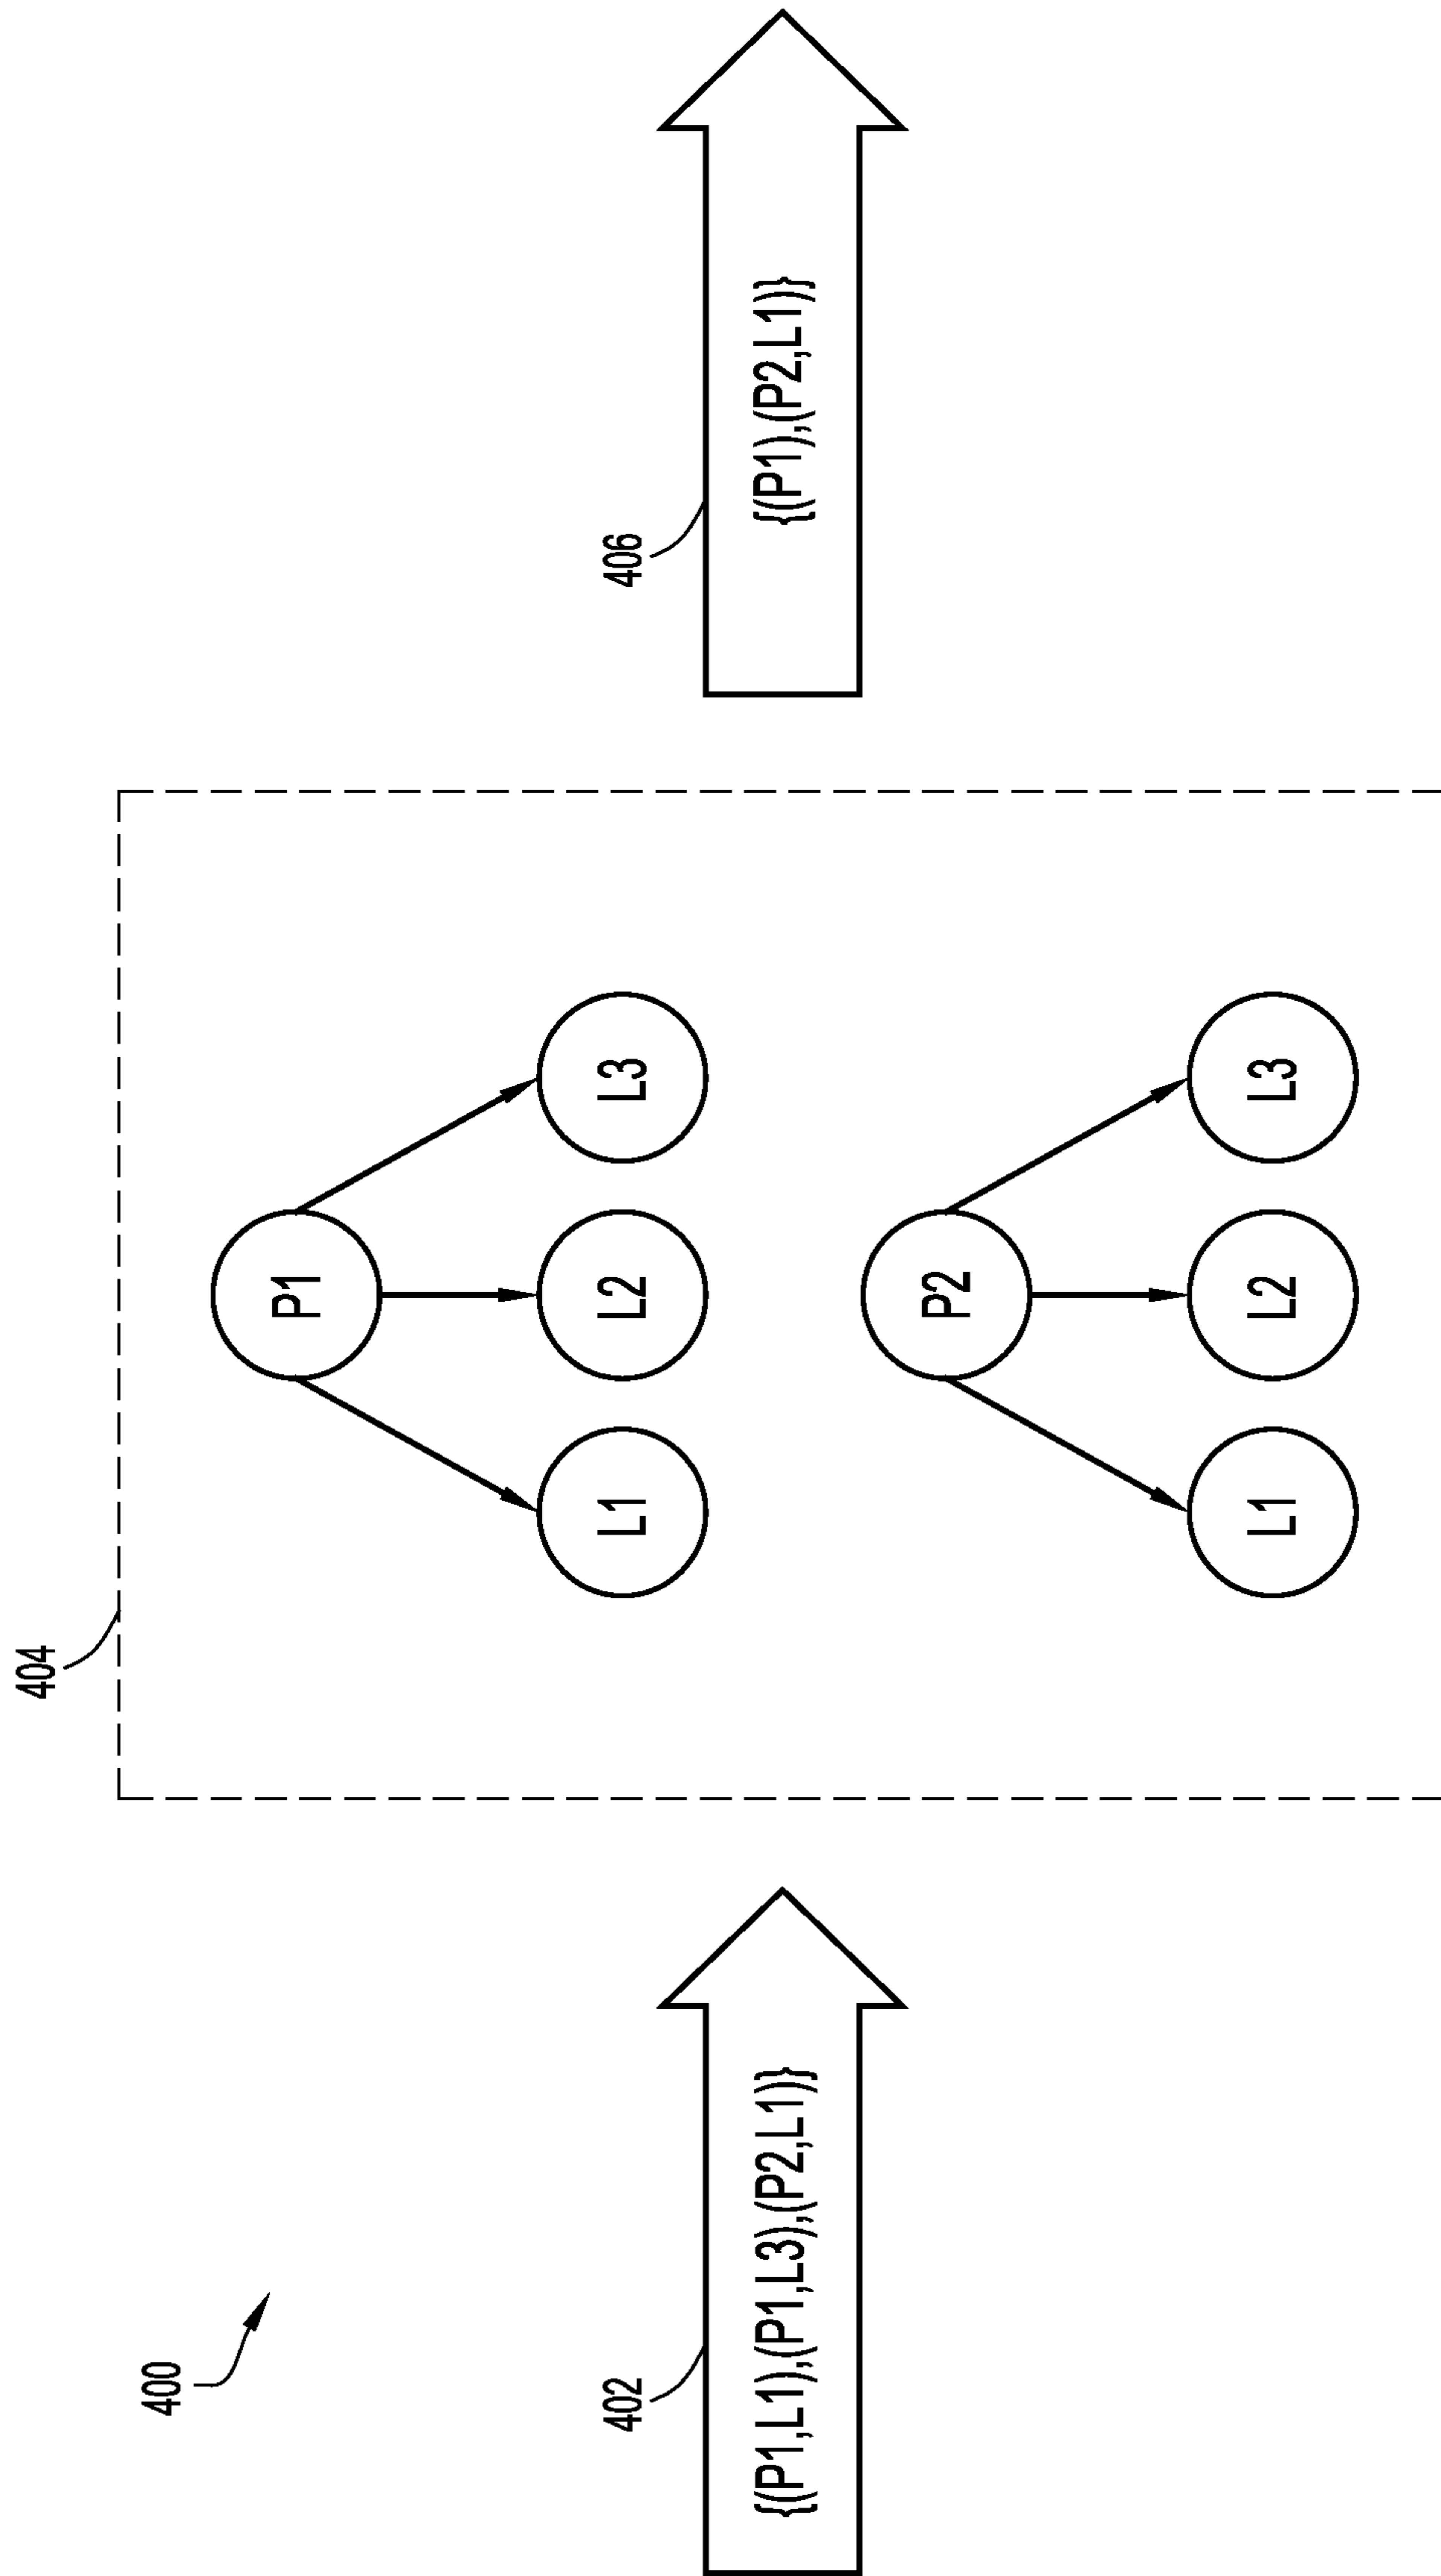 404
400
P1
402
L1
L2
L3
406
{(P1,L1),(P1,L3),(P2,L1)}
{(P1),(P2,L1)}
P2
L1
L2
L3